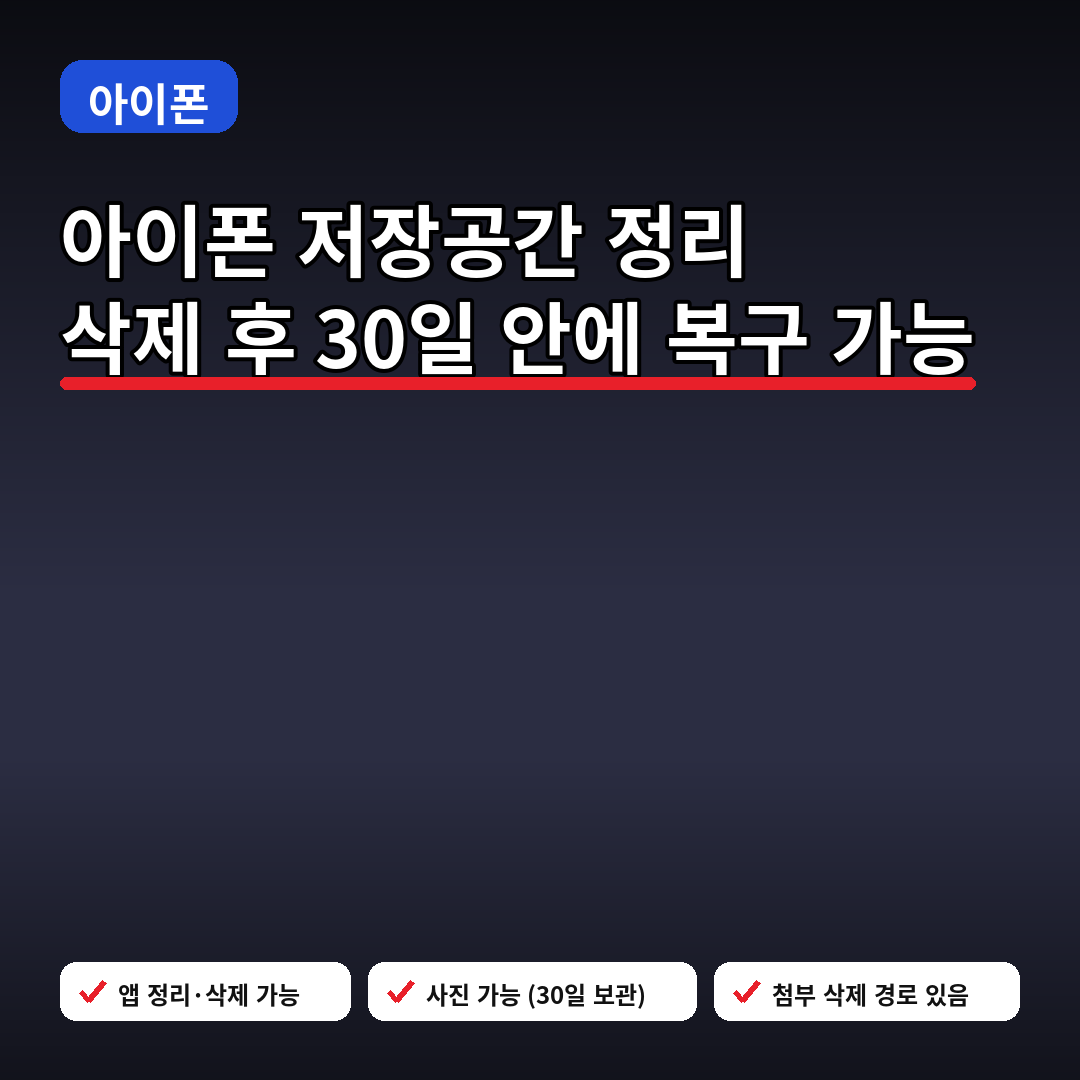 아이폰
아이폰 저장공간 정리
삭제 후 30일 안에 복구 가능
앱 정리·삭제 가능
사진 가능 (30일 보관)
첨부 삭제 경로 있음